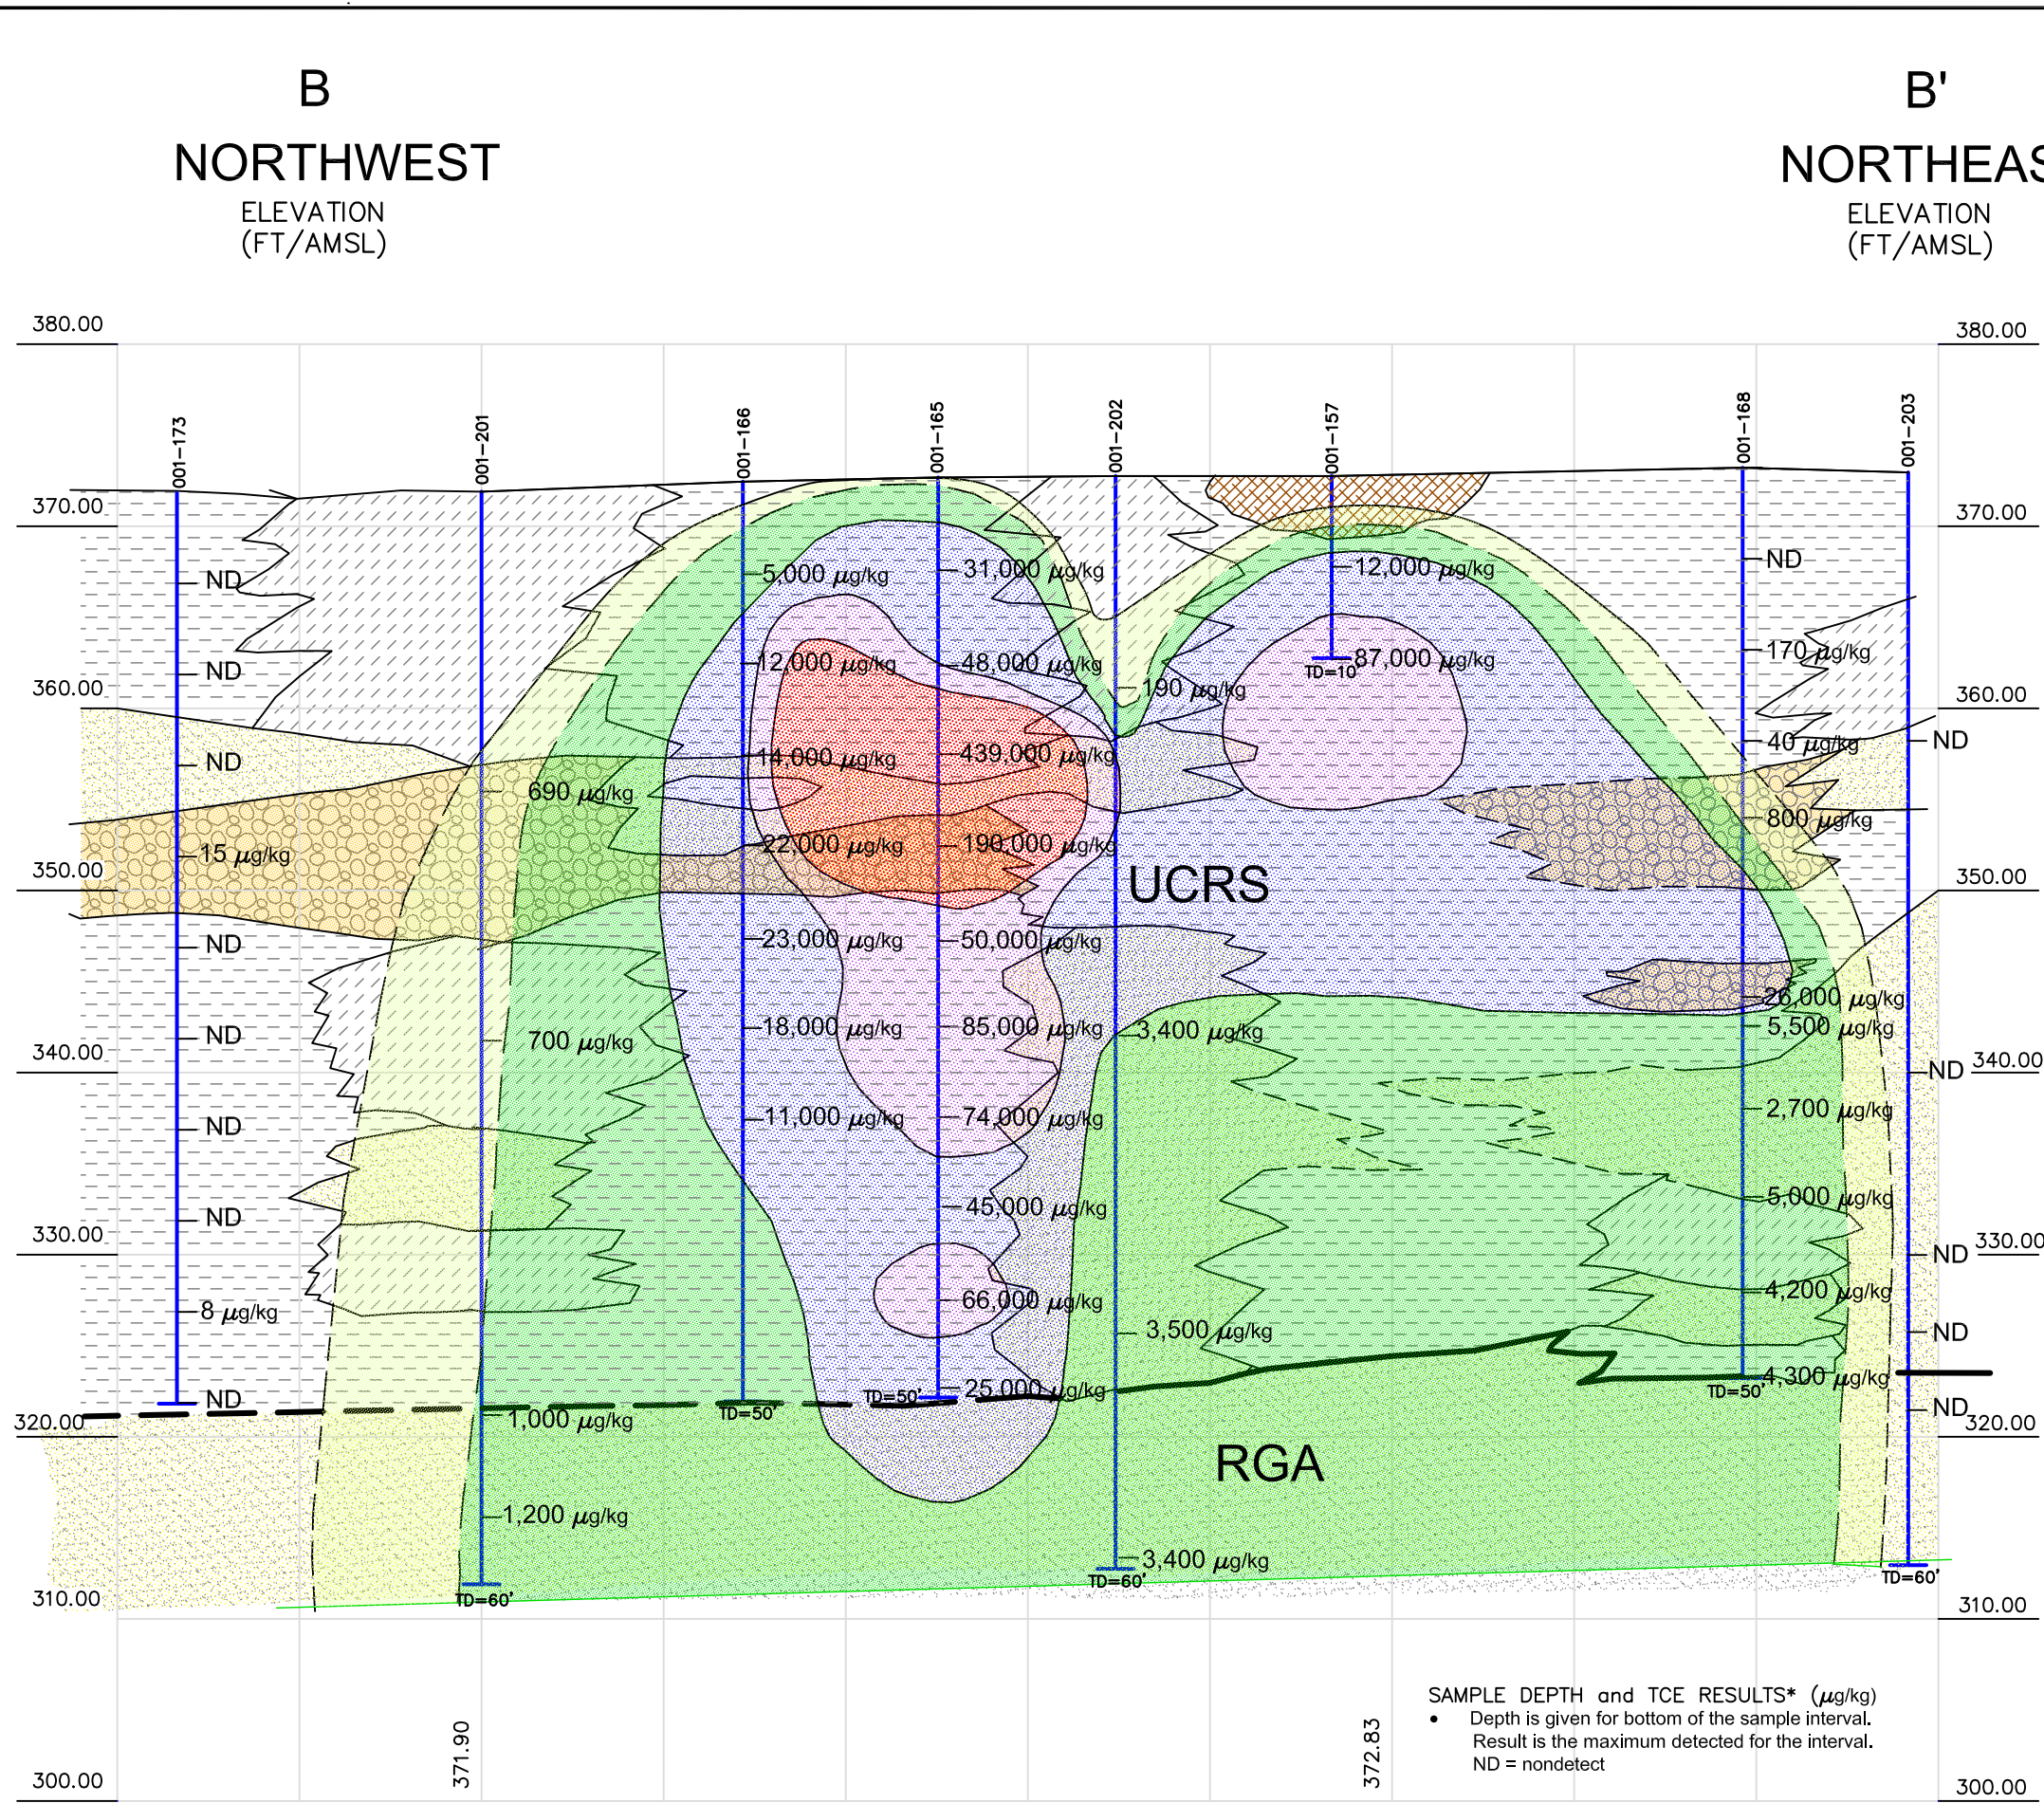 B
B'
NORTHWEST
NORTHEAS
ELEVATION
(FT/AMSL)
ELEVATION
(FT/AMSL)
380.00
380.00
001-173
001-201
001-166
001-165
001-202
001-157
001-168
001-203
370.00
370.00
ND
5,000 µg/kg
31,000 µg/kg
12,000 µg/kg
ND
ND
12,000 µg/kg
48,000 µg/kg
190 µg/kg
87,000 µg/kg
TD=10'
170 µg/kg
360.00
360.00
ND
690 µg/kg
14,000 µg/kg
439,000 µg/kg
40 µg/kg
ND
15 µg/kg
22,000 µg/kg
190,000 µg/kg
800 µg/kg
350.00
UCRS
350.00
ND
23,000 µg/kg
50,000 µg/kg
26,000 µg/kg
ND
700 µg/kg
18,000 µg/kg
85,000 µg/kg
3,400 µg/kg
5,500 µg/kg
340.00
ND
340.00
ND
11,000 µg/kg
74,000 µg/kg
2,700 µg/kg
ND
45,000 µg/kg
5,000 µg/kg
330.00
ND
330.00
8 µg/kg
66,000 µg/kg
3,500 µg/kg
4,200 µg/kg
ND
ND
TD=50'
TD=50'
25,000 µg/kg
4,300 µg/kg
TD=50'
ND
320.00
1,000 µg/kg
320.00
RGA
1,200 µg/kg
3,400 µg/kg
TD=60'
TD=60'
TD=60'
310.00
310.00
371.90
372.83
SAMPLE DEPTH and TCE RESULTS* (µg/kg)
• Depth is given for bottom of the sample interval.
Result is the maximum detected for the interval.
ND = nondetect
300.00
300.00